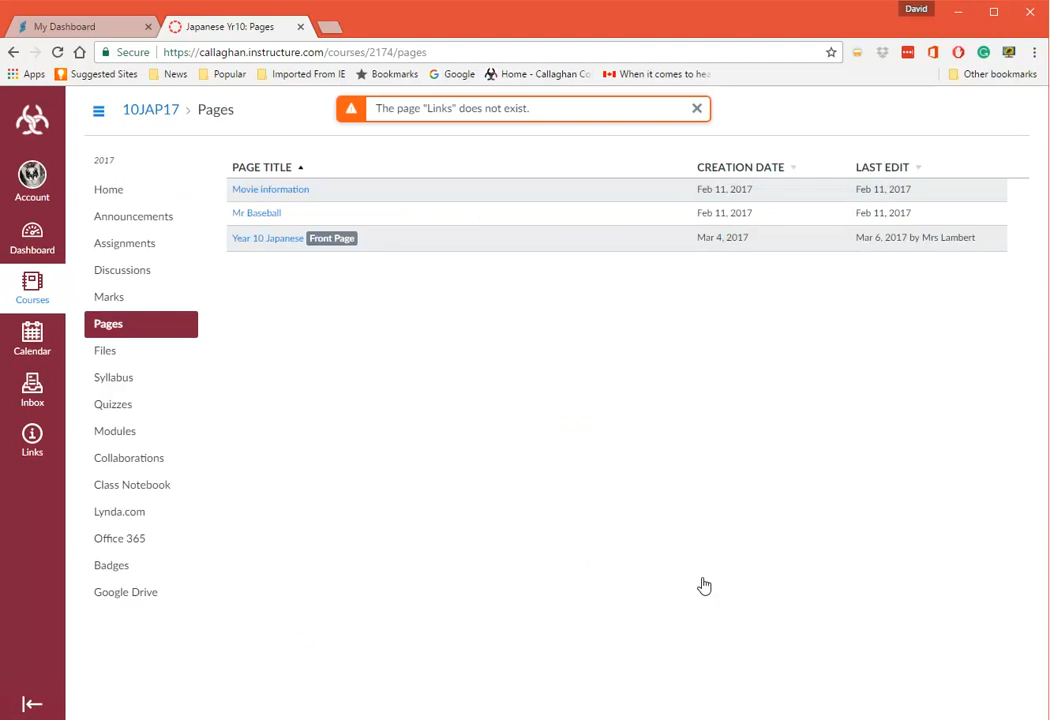 David
My Dashboard
Japanese Yr10: Pages
Secure https://callaghan.instructure.com/courses/2174/pages
Apps Suggested Sites News Popular Imported From IE Bookmarks Google Home - Callaghan Co When it comes to hea Other bookmarks
10JAP17 > Pages
The page "Links" does not exist.
Account
Dashboard
Courses
Calendar
Inbox
Links
2017
Home
Announcements
Assignments
Discussions
Marks
Pages
Files
Syllabus
Quizzes
Modules
Collaborations
Class Notebook
Lynda.com
Office 365
Badges
Google Drive
PAGE TITLE CREATION DATE LAST EDIT
Movie information Feb 11, 2017 Feb 11, 2017
Mr Baseball Feb 11, 2017 Feb 11, 2017
Year 10 Japanese Front Page Mar 4, 2017 Mar 6, 2017 by Mrs Lambert